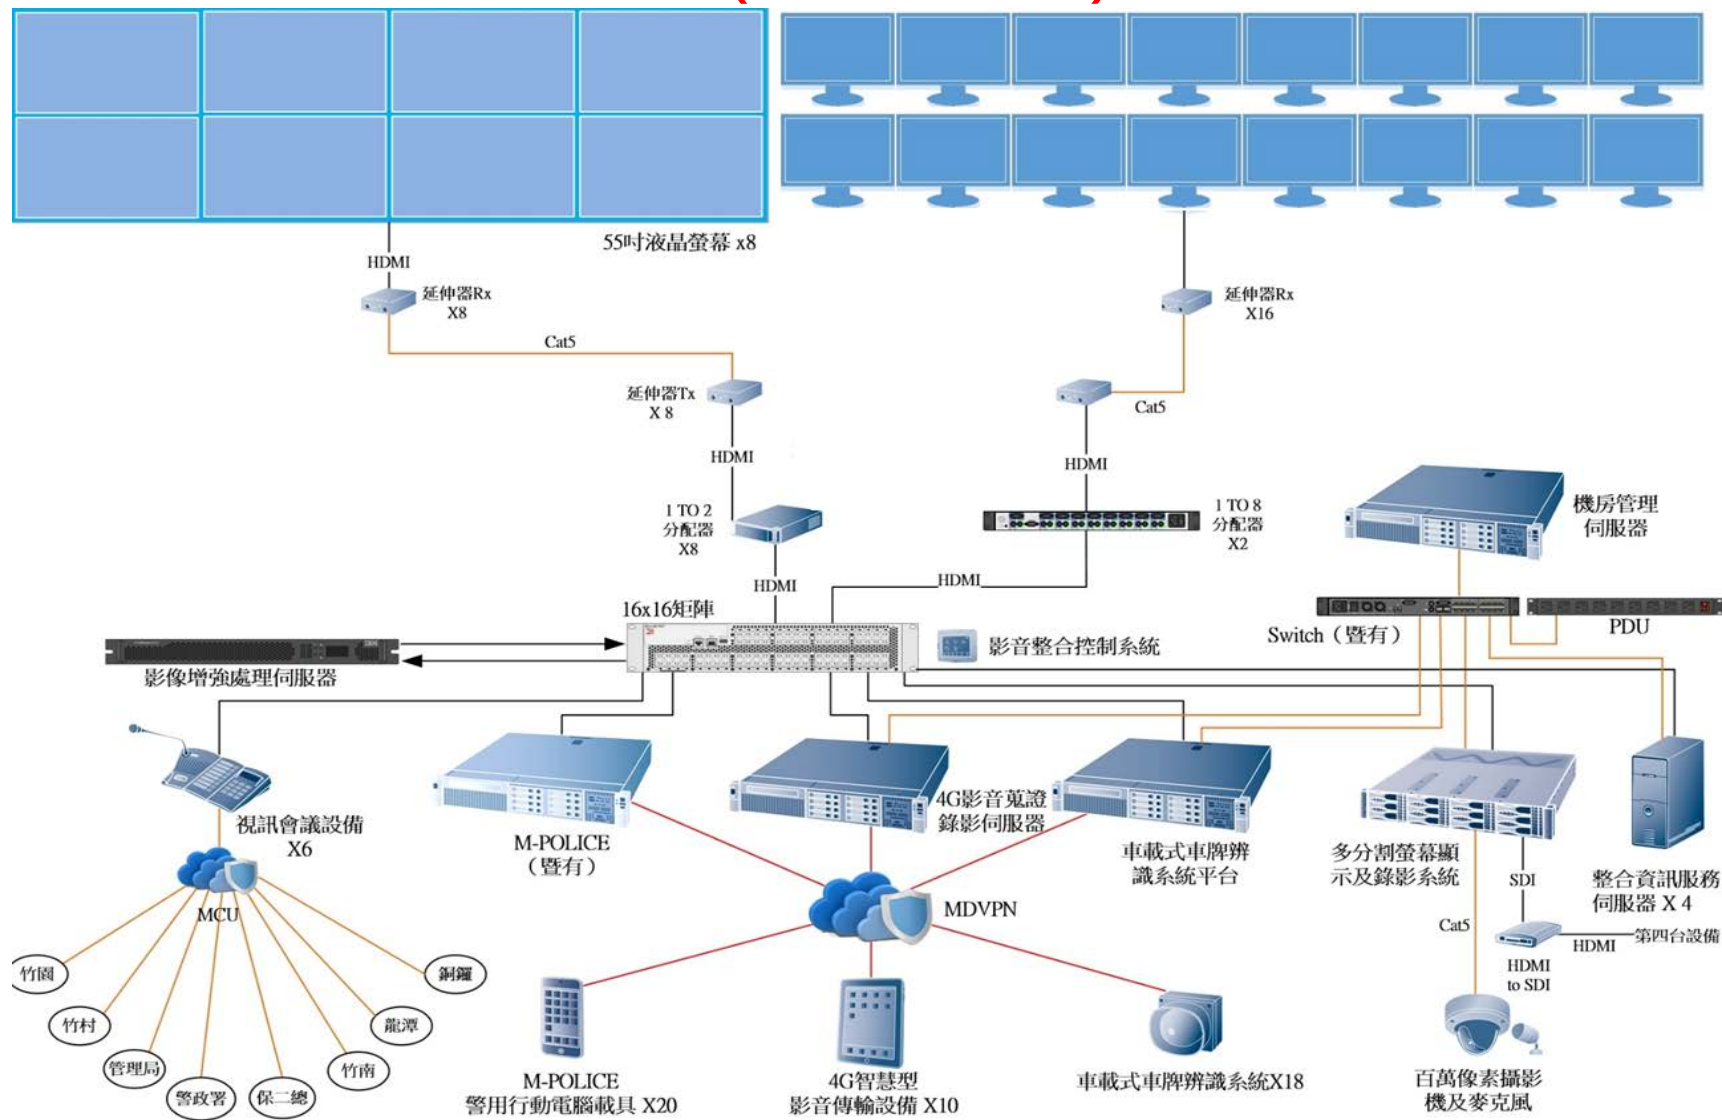 55吋液晶螢幕 x8
HDMI
延伸器Rx
X8
延伸器Rx
X16
Cat5
延伸器Tx
X 8
Cat5
HDMI
HDMI
1 TO 2
分配器
X8
1 TO 8
分配器
X2
機房管理
伺服器
HDMI
HDMI
16x16矩陣
影音整合控制系統
Switch（暨有）
PDU
影像增強處理伺服器
視訊會議設備
X6
M-POLICE
（暨有）
4G影音蒐證
錄影伺服器
車載式車牌辨
識系統平台
多分割螢幕顯
示及錄影系統
整合資訊服務
伺服器 X 4
SDI
MCU
MDVPN
Cat5
HDMI
第四台設備
HDMI
to SDI
竹園
銅鑼
竹村
龍潭
管理局
竹南
警政署
保二總
M-POLICE
警用行動電腦載具 X20
4G智慧型
影音傳輸設備 X10
車載式車牌辨識系統X18
百萬像素攝影
機及麥克風